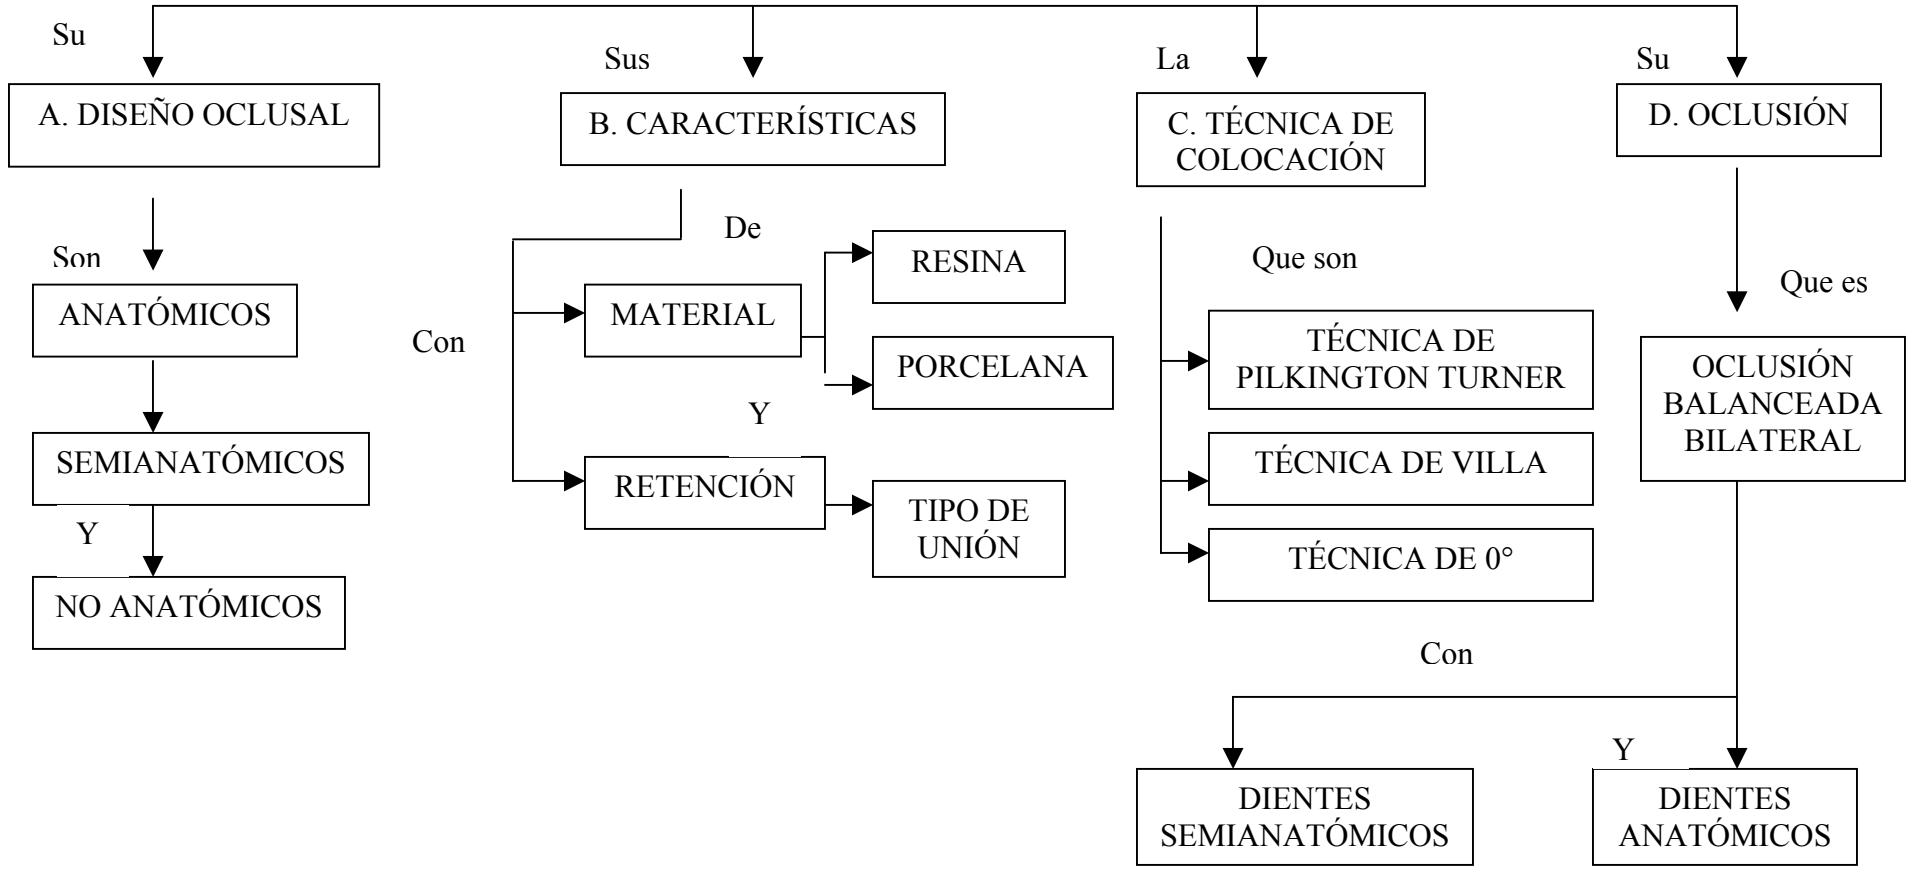 Su
Sus
La
Su
A. DISEÑO OCLUSAL
B. CARACTERÍSTICAS
C. TÉCNICA DE
COLOCACIÓN
D. OCLUSIÓN
Son
ANATÓMICOS
SEMIANATÓMICOS
Y
NO ANATÓMICOS
Con
De
MATERIAL
RESINA
PORCELANA
Y
RETENCIÓN
TIPO DE
UNIÓN
Que son
TÉCNICA DE
PILKINGTON TURNER
TÉCNICA DE VILLA
TÉCNICA DE 0°
Que es
OCLUSIÓN
BALANCEADA
BILATERAL
Con
Y
DIENTES
SEMIANATÓMICOS
DIENTES
ANATÓMICOS